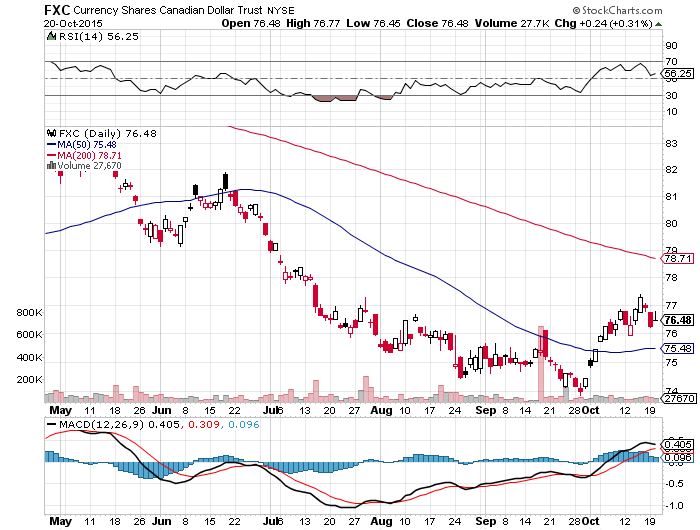 FXC Currency Shares Canadian Dollar Trust NYSE © StockCharts.com
20-Oct-2015 Open 76.48 High 76.77 Low 76.45 Close 76.48 Volume 27.7K Chg +0.24 (+0.31%)▲
RSI(14) 56.25
90
70
56.25
30
10
FXC (Daily) 76.48
MA(50) 75.48
MA(200) 78.71
Volume 27,670
83
82
81
80
79
78.71
78
77
76.48
76
75.48
75
74
27670
800K
600K
400K
200K
May 11 18 26 Jun 8 15 22 Jul 6 13 20 27 Aug 10 17 24 Sep 8 14 21 28 Oct 12 19
MACD(12,26,9) 0.405, 0.309, 0.096
0.405
0.096
0.0
-0.5
-1.0
May 11 18 26 Jun 8 15 22 Jul 6 13 20 27 Aug 10 17 24 Sep 8 14 21 28 Oct 12 19